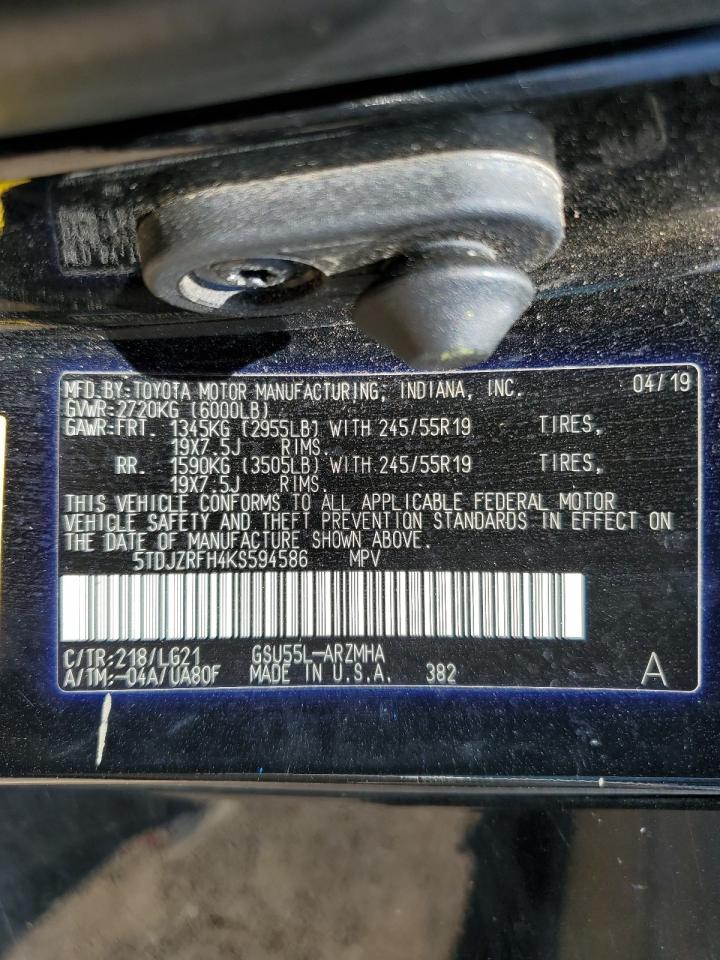 MFD.BY:TOYOTA MOTOR MANUFACTURING, INDIANA, INC. 04/19
GVWR:2720KG (6000LB)
GAWR:FRT. 1345KG (2955LB) WITH 245/55R19 TIRES,
19X7.5J RIMS.
RR. 1590KG (3505LB) WITH 245/55R19 TIRES,
19X7.5J RIMS.
THIS VEHICLE CONFORMS TO ALL APPLICABLE FEDERAL MOTOR
VEHICLE SAFETY AND THEFT PREVENTION STANDARDS IN EFFECT ON
THE DATE OF MANUFACTURE SHOWN ABOVE.
5TDJZRFH4KS594586 MPV
C/TR:218/LG21 GSU55L-ARZMHA
A/TM:-04A/UA80F MADE IN U.S.A. 382 A